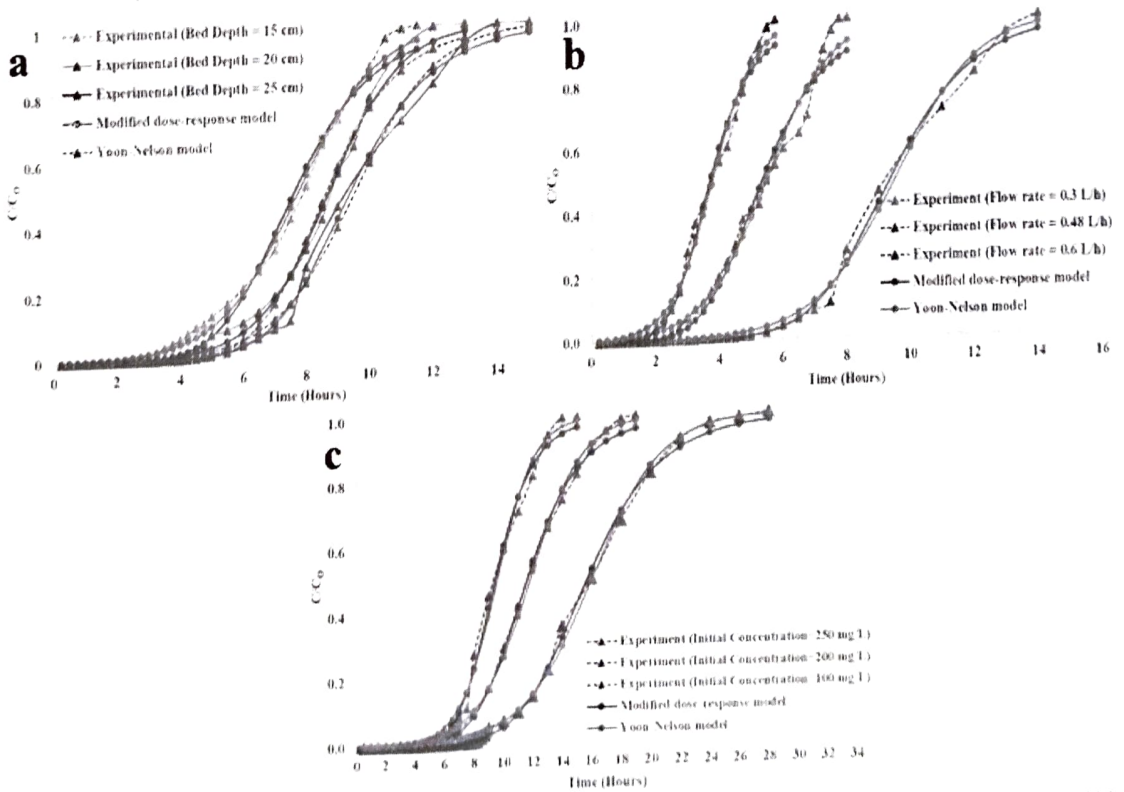 a
1
0.8
0.6
0.4
0.2
0
C/Co
--▲-- Experimental (Bed Depth = 15 cm)
Experimental (Bed Depth = 20 cm)
Experimental (Bed Depth = 25 cm)
Modified dose-response model
Yoon-Nelson model
0 2 4 6 8 10 12 14
Time (Hours)
b
1.0
0.8
0.6
0.4
0.2
0.0
C/Co
Experiment (Flow rate = 0.3 L/h)
Experiment (Flow rate = 0.48 L/h)
Experiment (Flow rate = 0.6 L/h)
Modified dose-response model
Yoon-Nelson model
0 2 4 6 8 10 12 14 16
Time (Hours)
c
1.0
0.8
0.6
0.4
0.2
0.0
C/Co
Experiment (Initial Concentration=250 mg/L)
Experiment (Initial Concentration=200 mg/L)
Experiment (Initial Concentration=100 mg/L)
Modified dose-response model
Yoon-Nelson model
0 2 4 6 8 10 12 14 16 18 20 22 24 26 28 30 32 34
Time (Hours)